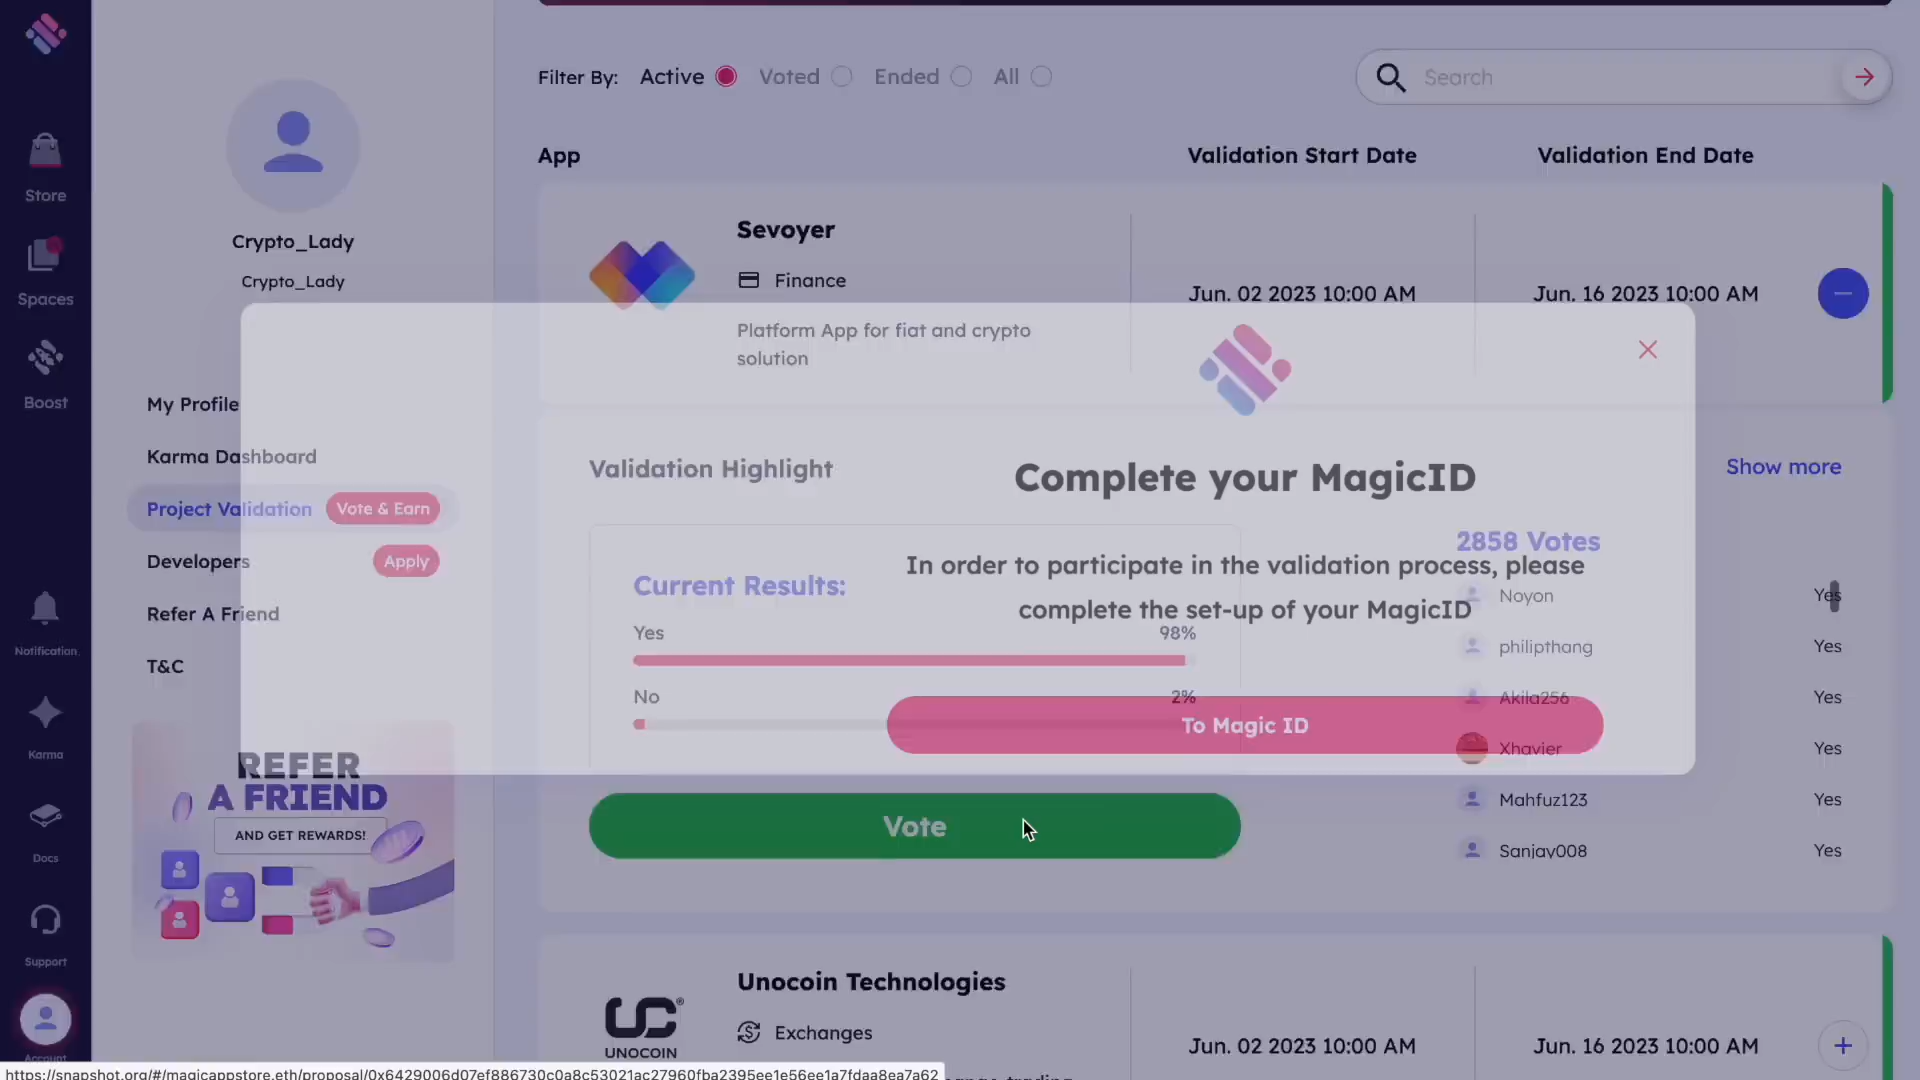 Filter By: Active Voted Ended All
Search
App Validation Start Date Validation End Date
Store
Spaces
Boost
Notification
Karma
Docs
Support
Account
Crypto_Lady
Crypto_Lady
My Profile
Karma Dashboard
Project Validation Vote & Earn
Developers Apply
Refer A Friend
T&C
REFER
A FRIEND
AND GET REWARDS!
Sevoyer
Finance
Platform App for fiat and crypto
solution
Jun. 02 2023 10:00 AM Jun. 16 2023 10:00 AM
Complete your MagicID
In order to participate in the validation process, please
complete the set-up of your MagicID
To Magic ID
Validation Highlight
Show more
Current Results:
Yes 98%
No 2%
Vote
2858 Votes
Noyon Yes
philipthang Yes
Akila256 Yes
Xhavier Yes
Mahfuz123 Yes
Sanjay008 Yes
Unocoin Technologies
Exchanges
UC®
UNOCOIN
Jun. 02 2023 10:00 AM Jun. 16 2023 10:00 AM
https://snapshot.org/#/magicappstore.eth/proposal/0x6429006d07ef886730c0a8c53021ac27960fba2395ee1e56ee1a7fdaa8ea7a62